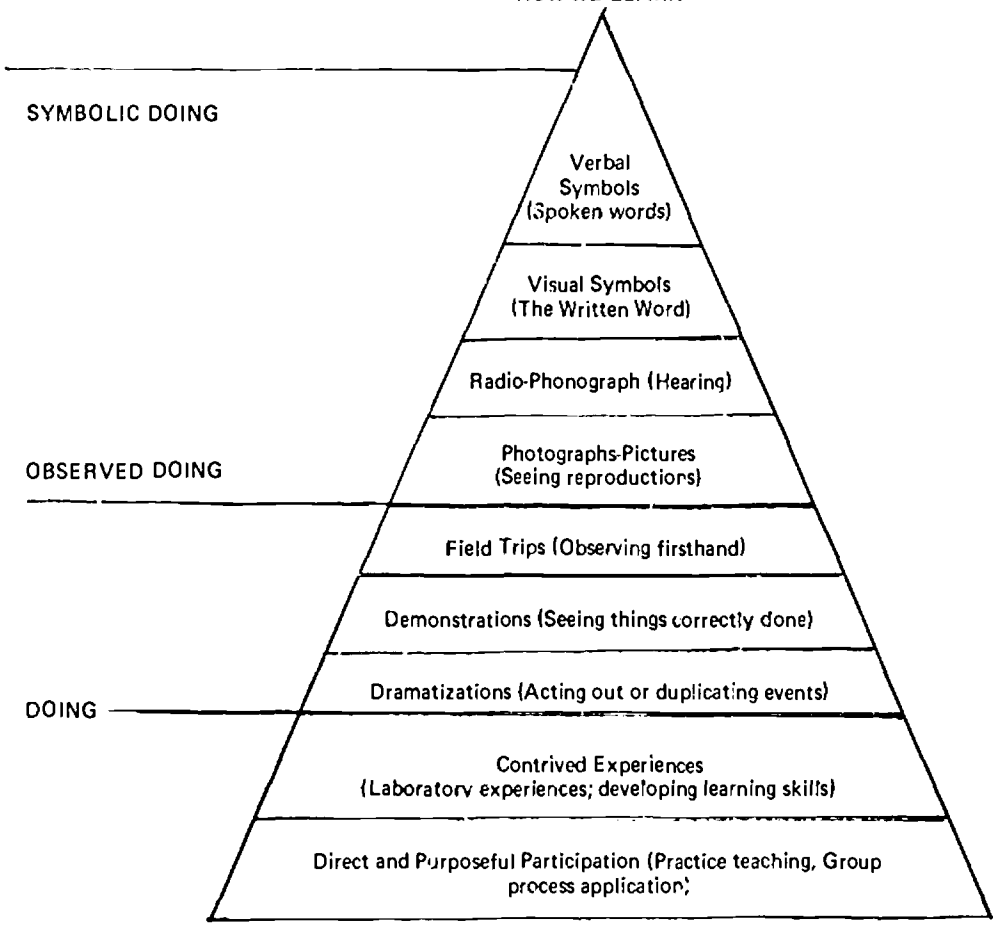 SYMBOLIC DOING
Verbal
Symbols
(Spoken words)
Visual Symbols
(The Written Word)
Radio-Phonograph (Hearing)
Photographs-Pictures
(Seeing reproductions)
OBSERVED DOING
Field Trips (Observing firsthand)
Demonstrations (Seeing things correctly done)
Dramatizations (Acting out or duplicating events)
DOING
Contrived Experiences
(Laboratory experiences; developing learning skills)
Direct and Purposeful Participation (Practice teaching, Group
process application)